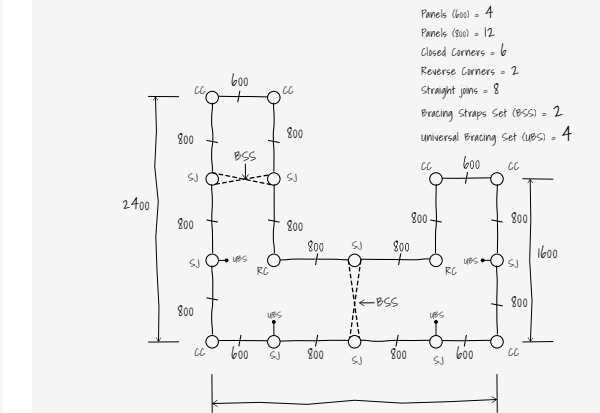 Panels (600) = 4
Panels (800) = 12
Closed Corners = 6
Reverse Corners = 2
Straight joins = 8
Bracing Straps Set (BSS) = 2
Universal Bracing Set (UBS) = 4
CC 600 CC
800 800
BSS
SJ SJ
CC 600 CC
2400
800 800
800 800
800 SJ 800
1600
SJ UBS
RC
RC
UBS SJ
800
BSS
800
UBS
UBS
CC 600 SJ 800 SJ 800 SJ 600 CC